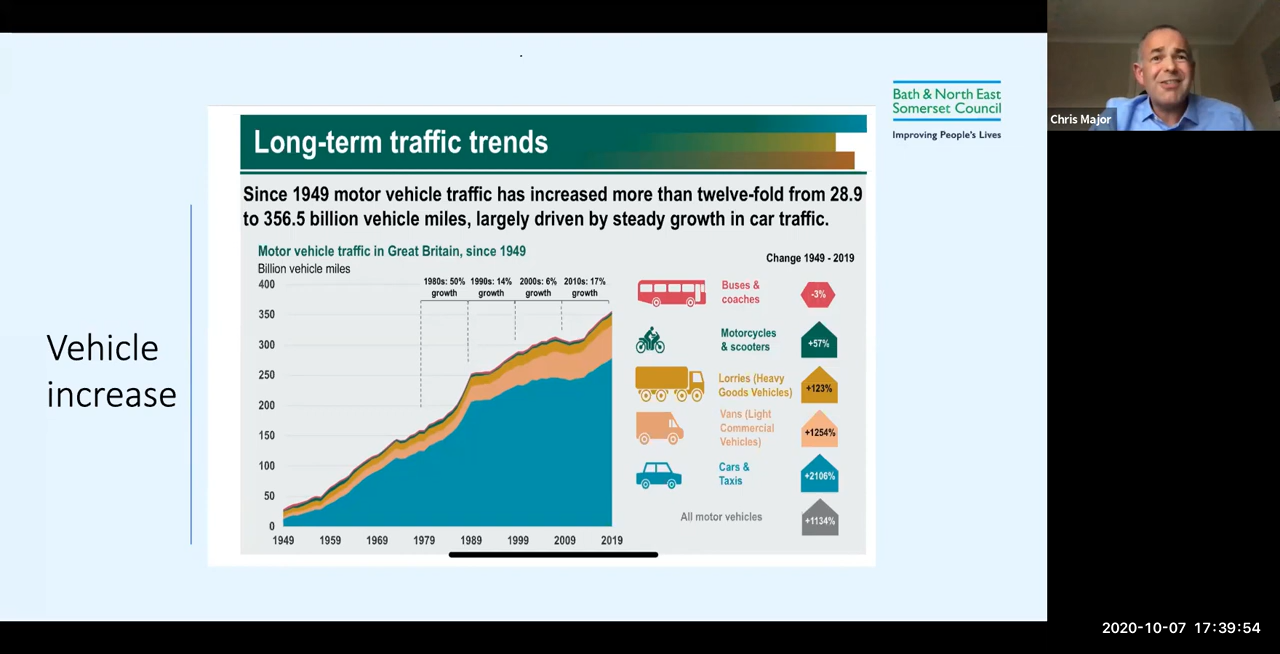 Vehicle
increase
Long-term traffic trends
Since 1949 motor vehicle traffic has increased more than twelve-fold from 28.9
to 356.5 billion vehicle miles, largely driven by steady growth in car traffic.
Motor vehicle traffic in Great Britain, since 1949
Billion vehicle miles
400
350
300
250
200
150
100
50
0
1980s: 50%
growth
1990s: 14%
growth
2000s: 6%
growth
2010s: 17%
growth
1949 1959 1969 1979 1989 1999 2009 2019
Change 1949 - 2019
Buses &
coaches
-3%
Motorcycles
& scooters
+57%
Lorries (Heavy
Goods Vehicles)
+123%
Vans (Light
Commercial
Vehicles)
+1254%
Cars &
Taxis
+2106%
All motor vehicles
+1134%
Bath & North East
Somerset Council
Improving People's Lives
Chris Major
2020-10-07 17:39:54